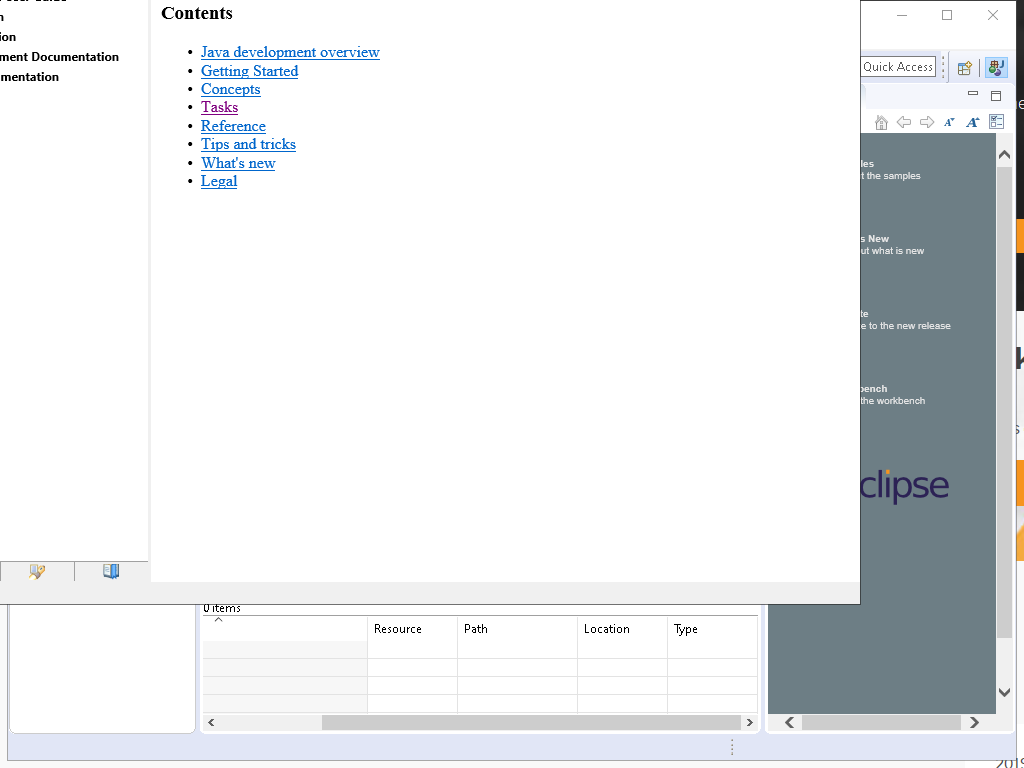 ion
ment Documentation
mentation
Contents
Java development overview
Getting Started
Concepts
Tasks
Reference
Tips and tricks
What's new
Legal
Quick Access
les
t the samples
s New
ut what is new
te
e to the new release
bench
the workbench
clipse
0 items
Resource Path Location Type
2019